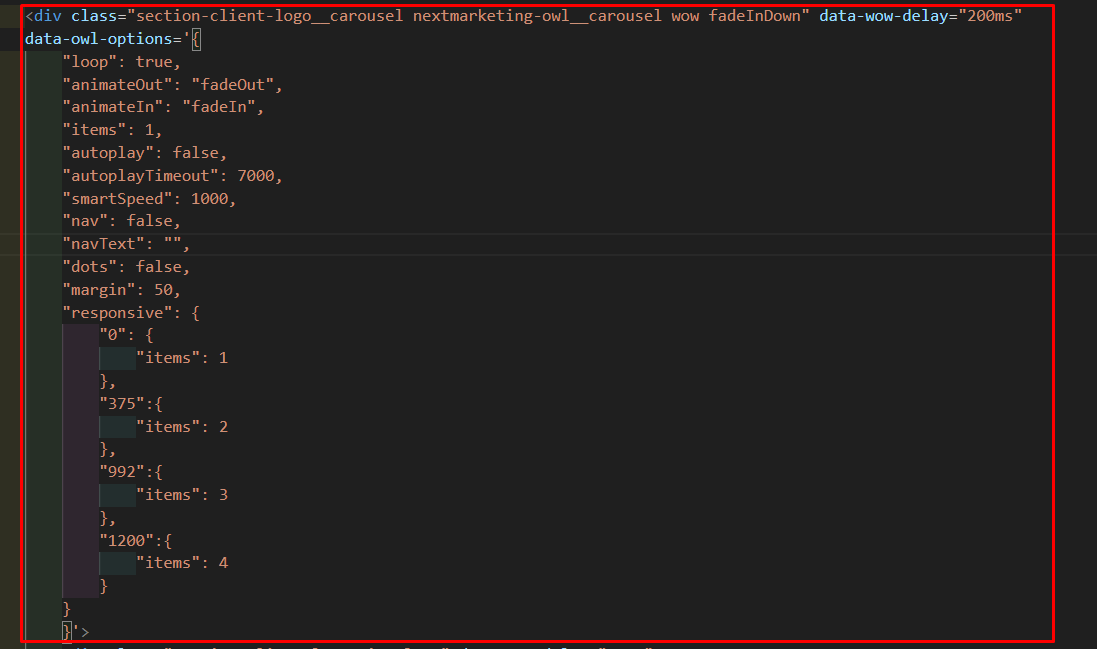 <div class="section-client-logo__carousel nextmarketing-owl__carousel wow fadeInDown" data-wow-delay="200ms"
data-owl-options='{
"loop": true,
"animateOut": "fadeOut",
"animateIn": "fadeIn",
"items": 1,
"autoplay": false,
"autoplayTimeout": 7000,
"smartSpeed": 1000,
"nav": false,
"navText": "",
"dots": false,
"margin": 50,
"responsive": {
"0": {
"items": 1
},
"375":{
"items": 2
},
"992":{
"items": 3
},
"1200":{
"items": 4
}
}
}'>